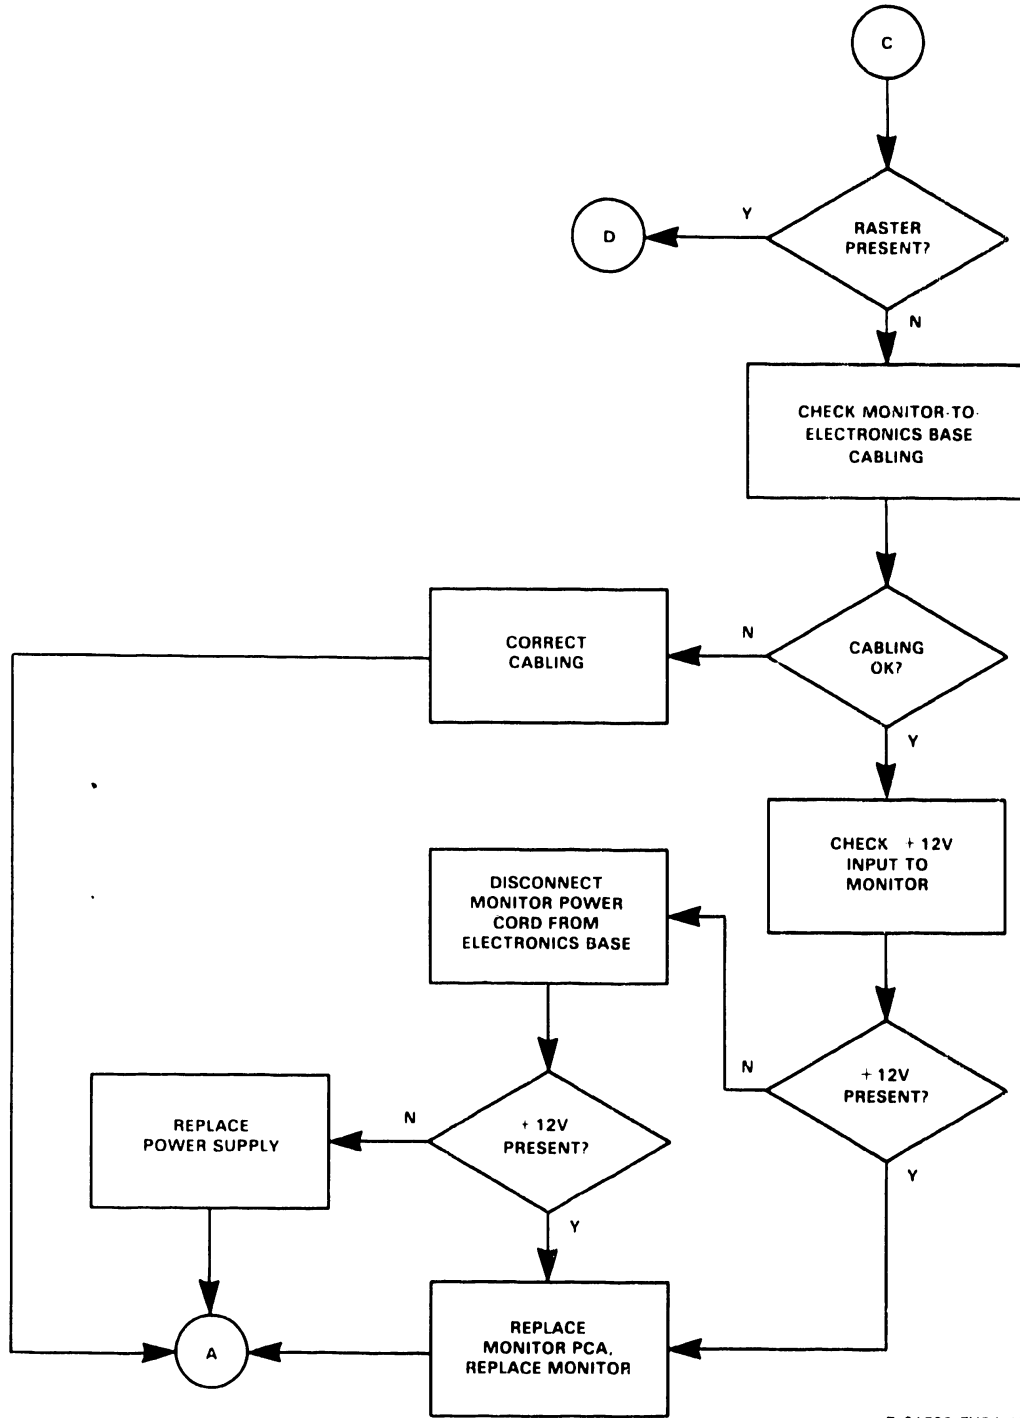 C
RASTER
PRESENT?
Y
D
N
CHECK MONITOR-TO-
ELECTRONICS BASE
CABLING
CORRECT
CABLING
N
CABLING
OK?
Y
CHECK + 12V
INPUT TO
MONITOR
DISCONNECT
MONITOR POWER
CORD FROM
ELECTRONICS BASE
N
+ 12V
PRESENT?
Y
REPLACE
POWER SUPPLY
N
+ 12V
PRESENT?
Y
REPLACE
MONITOR PCA,
REPLACE MONITOR
A